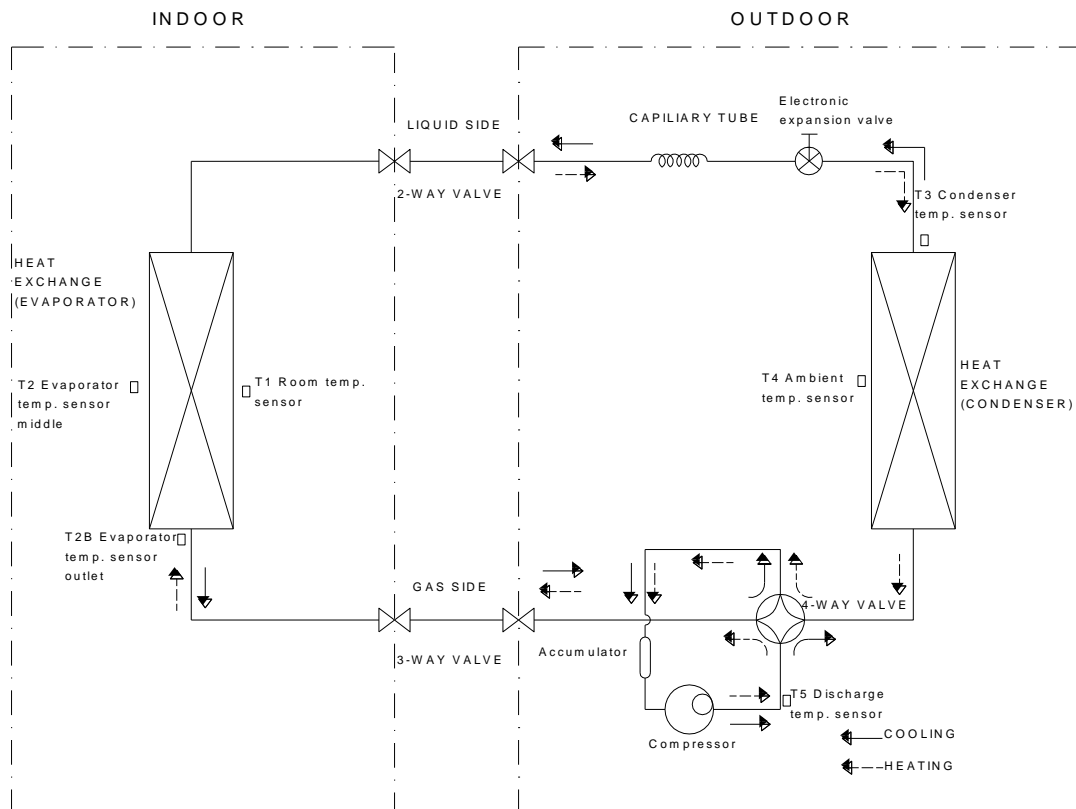 INDOOR
OUTDOOR
Electronic
expansion valve
CAPILIARY TUBE
LIQUID SIDE
2-WAY VALVE
T3 Condenser
temp. sensor
HEAT
EXCHANGE
(EVAPORATOR)
T2 Evaporator
temp. sensor
middle
T1 Room temp.
sensor
T4 Ambient
temp. sensor
HEAT
EXCHANGE
(CONDENSER)
T2B Evaporator
temp. sensor
outlet
GAS SIDE
4-WAY VALVE
3-WAY VALVE
Accumulator
T5 Discharge
temp. sensor
Compressor
COOLING
HEATING